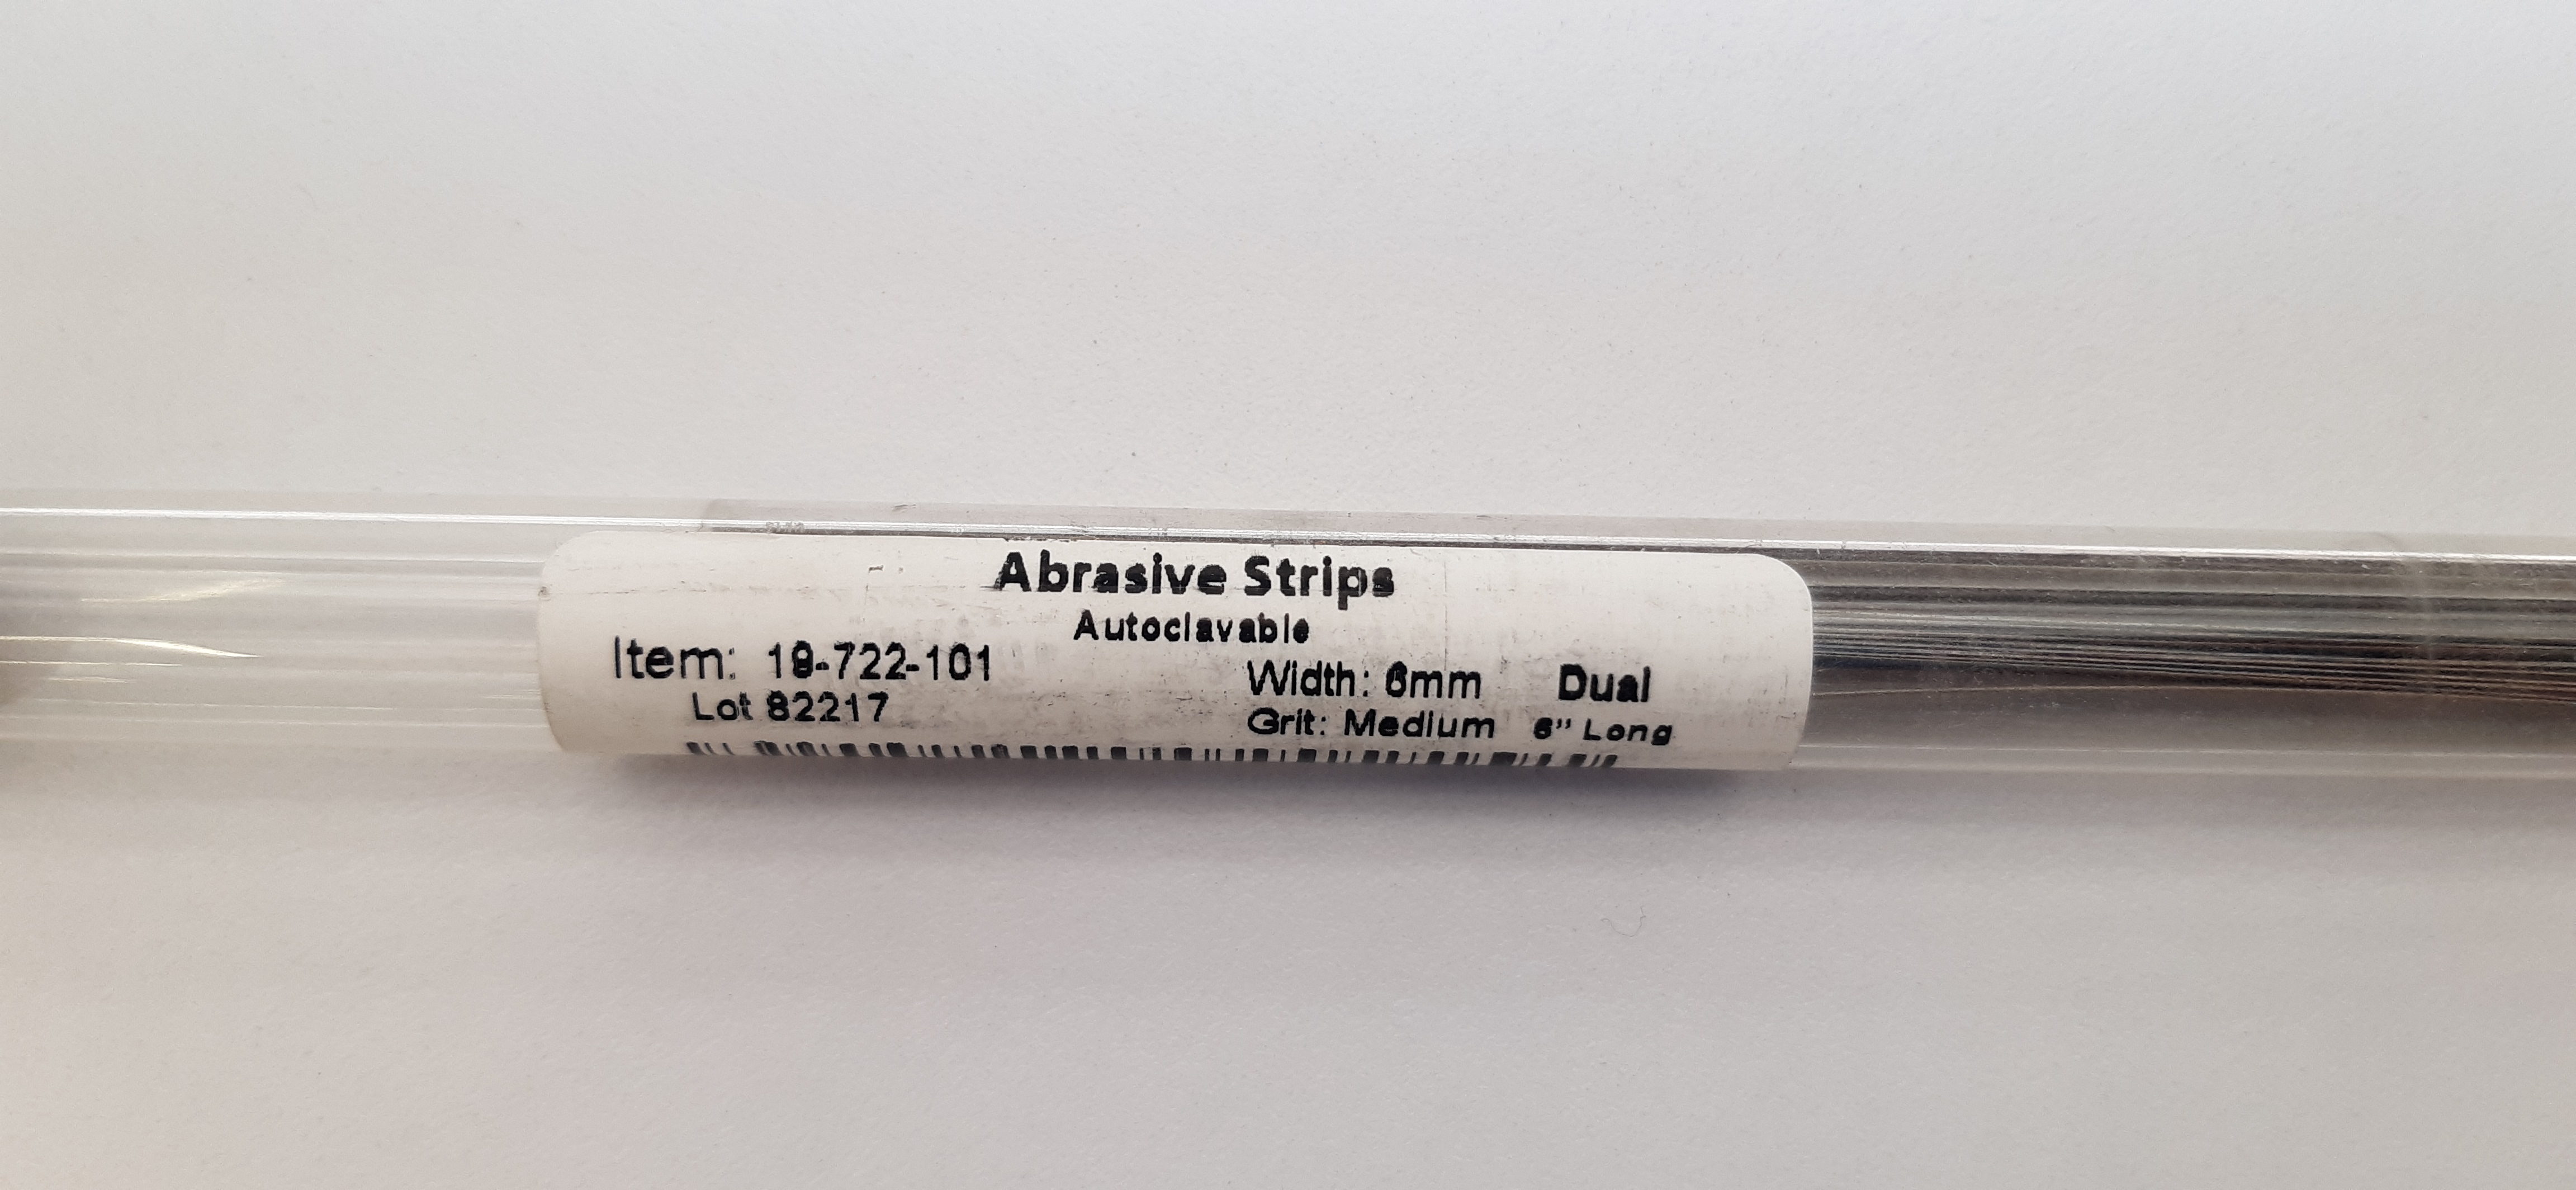 Abrasive Strips
Autoclavable
Item: 19-722-101
Lot 82217
Width: 6mm Dual
Grit: Medium 6” Long